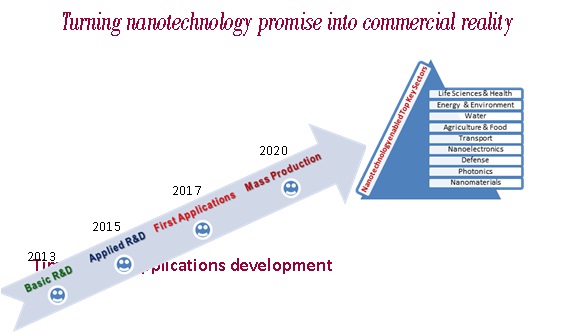 Turning nanotechnology promise into commercial reality
Nanotechnology enabled Top Key Sectors
Life Sciences & Health
Energy & Environment
Water
Agriculture & Food
Transport
Nanoelectronics
Defense
Photonics
Nanomaterials
2020
Mass Production
2017
First Applications
2015
Applied R&D
2013
Basic R&D
applications development